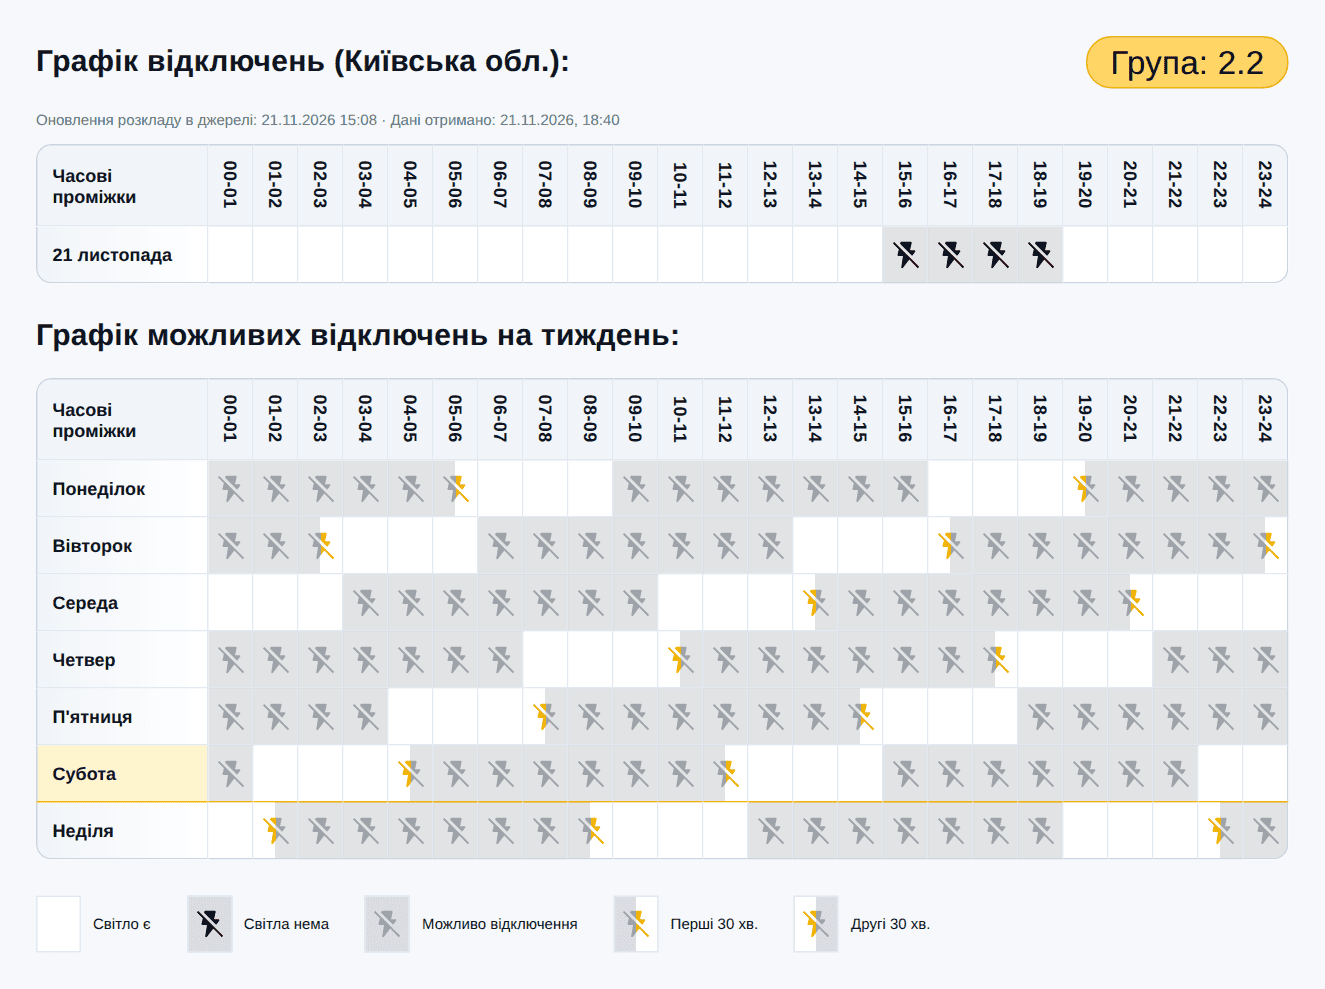 Графік відключень (Київська обл.):
Група: 2.2
Оновлення розкладу в джерелі: 21.11.2026 15:08 · Дані отримано: 21.11.2026, 18:40
Часові проміжки 00-01 01-02 02-03 03-04 04-05 05-06 06-07 07-08 08-09 09-10 10-11 11-12 12-13 13-14 14-15 15-16 16-17 17-18 18-19 19-20 20-21 21-22 22-23 23-24
21 листопада
Графік можливих відключень на тиждень:
Часові проміжки 00-01 01-02 02-03 03-04 04-05 05-06 06-07 07-08 08-09 09-10 10-11 11-12 12-13 13-14 14-15 15-16 16-17 17-18 18-19 19-20 20-21 21-22 22-23 23-24
Понеділок
Вівторок
Середа
Четвер
П'ятниця
Субота
Неділя
Світло є Світла нема Можливо відключення Перші 30 хв. Другі 30 хв.